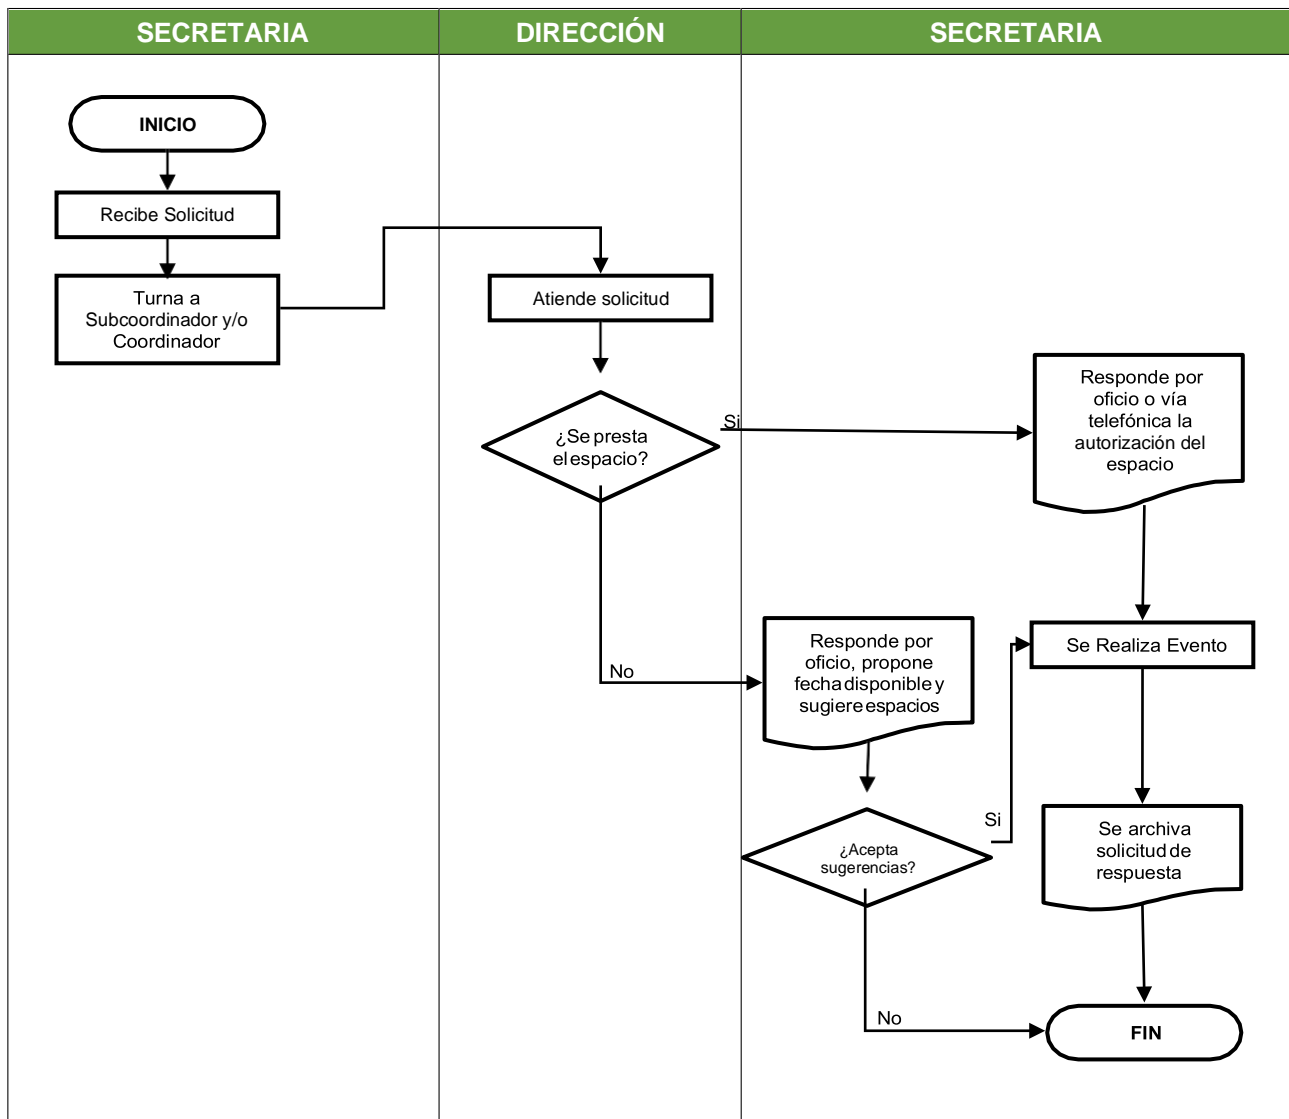 SECRETARIA
DIRECCIÓN
SECRETARIA
INICIO
Recibe Solicitud
Turna a
Subcoordinador y/o
Coordinador
Atiende solicitud
¿Se presta
el espacio?
Si
Responde por
oficio o vía
telefónica la
autorización del
espacio
No
Responde por
oficio, propone
fecha disponible y
sugiere espacios
Se Realiza Evento
¿Acepta
sugerencias?
Si
Se archiva
solicitud de
respuesta
No
FIN